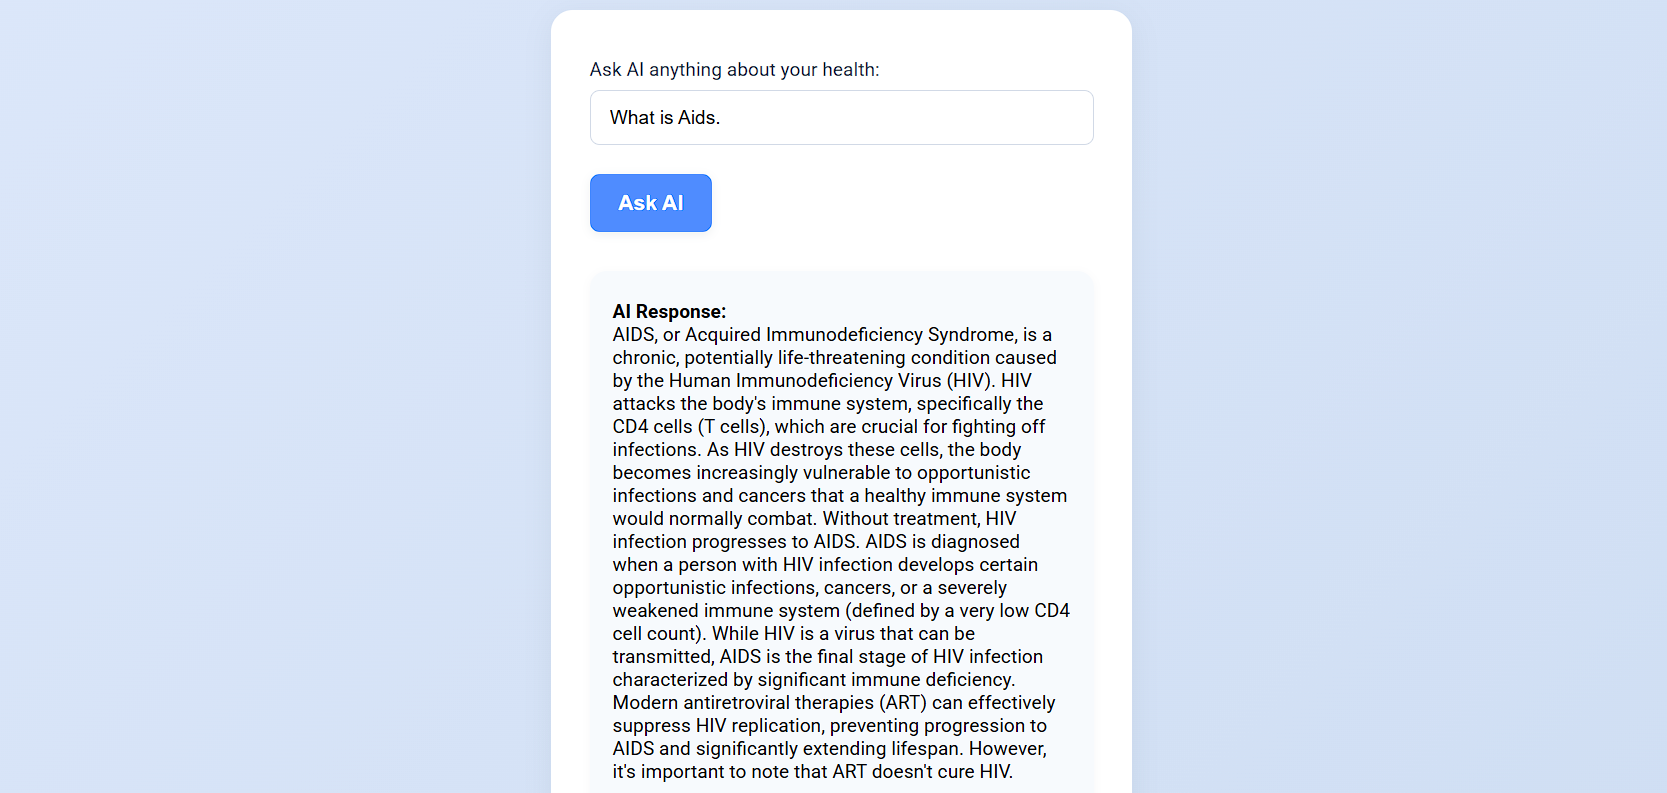 Ask AI anything about your health:
What is Aids.
Ask AI
AI Response:
AIDS, or Acquired Immunodeficiency Syndrome, is a
chronic, potentially life-threatening condition caused
by the Human Immunodeficiency Virus (HIV). HIV
attacks the body's immune system, specifically the
CD4 cells (T cells), which are crucial for fighting off
infections. As HIV destroys these cells, the body
becomes increasingly vulnerable to opportunistic
infections and cancers that a healthy immune system
would normally combat. Without treatment, HIV
infection progresses to AIDS. AIDS is diagnosed
when a person with HIV infection develops certain
opportunistic infections, cancers, or a severely
weakened immune system (defined by a very low CD4
cell count). While HIV is a virus that can be
transmitted, AIDS is the final stage of HIV infection
characterized by significant immune deficiency.
Modern antiretroviral therapies (ART) can effectively
suppress HIV replication, preventing progression to
AIDS and significantly extending lifespan. However,
it's important to note that ART doesn't cure HIV.